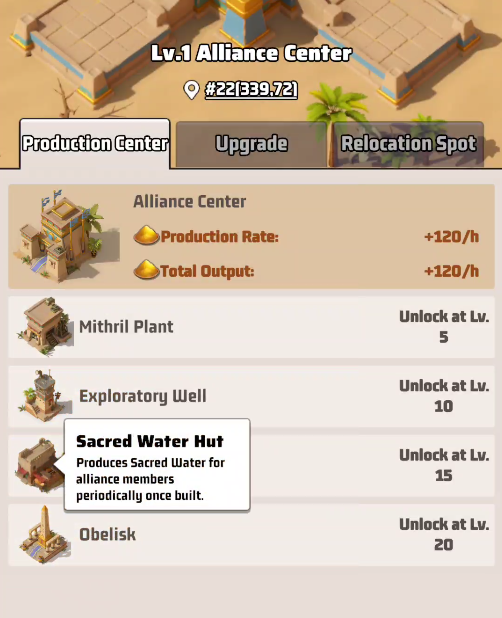 Lv.1 Alliance Center
#22(339,72)
Production Center
Upgrade
Relocation Spot
Alliance Center
Production Rate: +120/h
Total Output: +120/h
Mithril Plant
Unlock at Lv.
5
Exploratory Well
Unlock at Lv.
10
Sacred Water Hut
Produces Sacred Water for
alliance members
periodically once built.
Unlock at Lv.
15
Obelisk
Unlock at Lv.
20